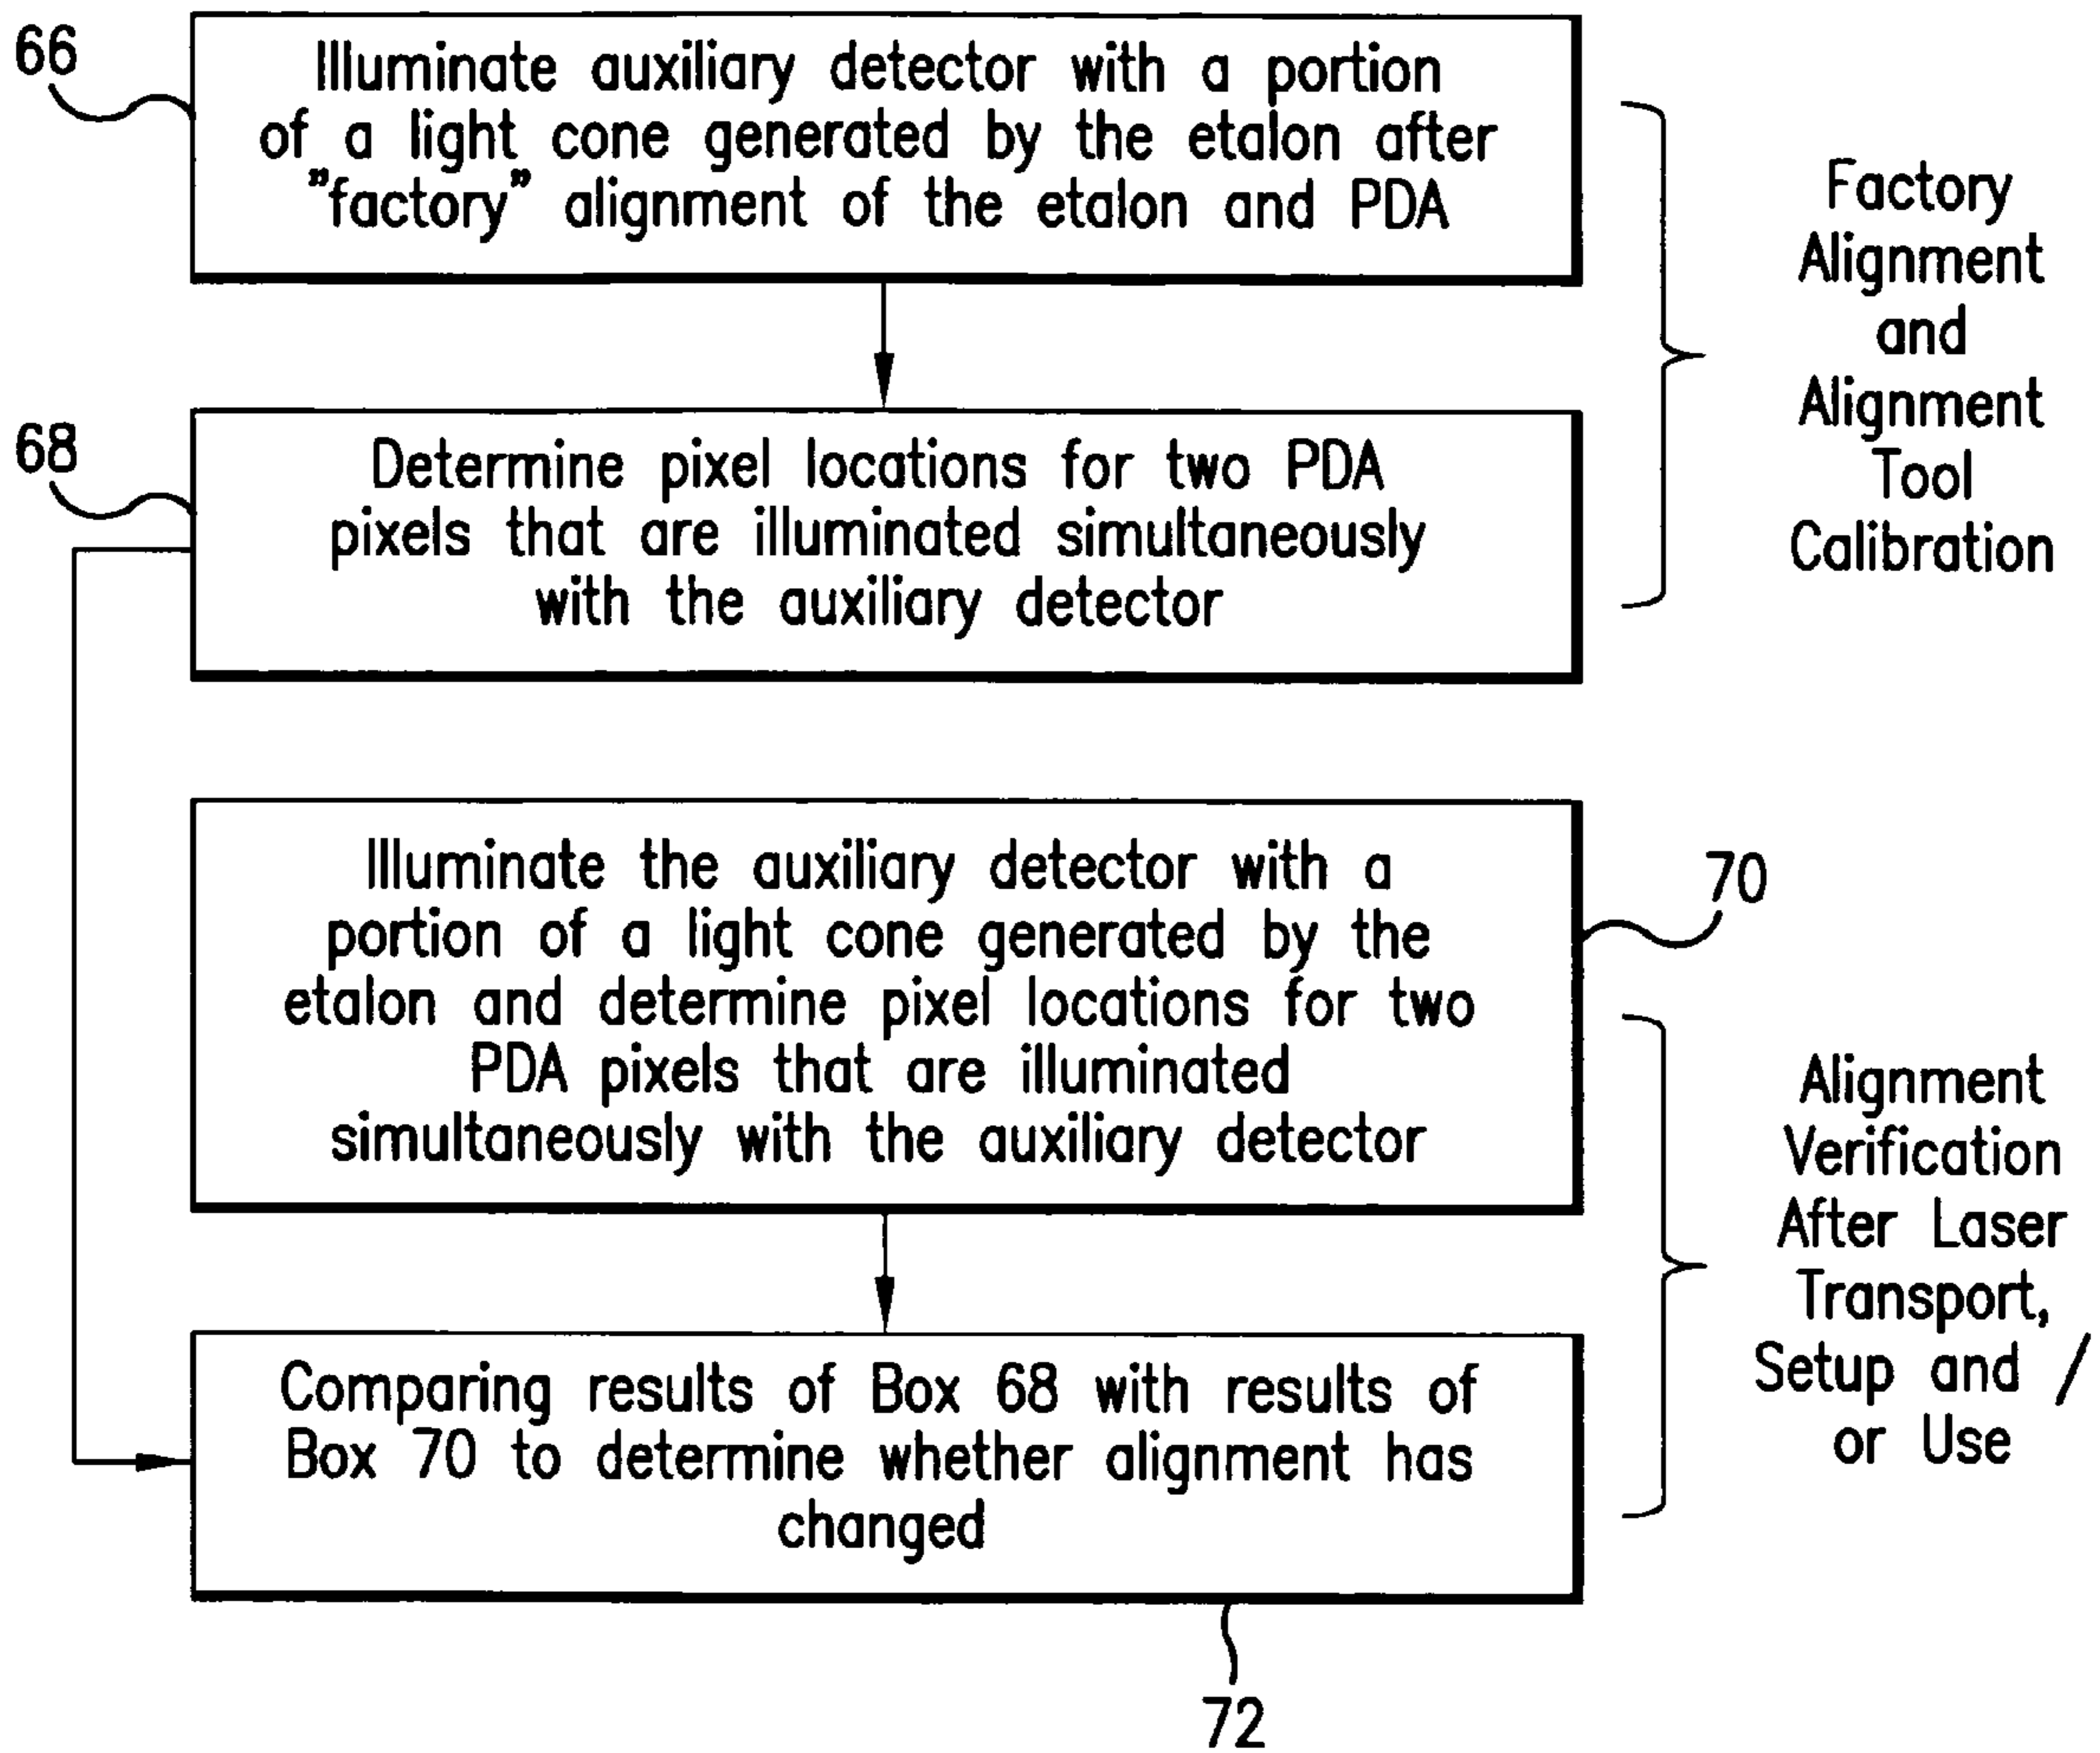 66
Illuminate auxiliary detector with a portion
of a light cone generated by the etalon after
"factory" alignment of the etalon and PDA
68
Determine pixel locations for two PDA
pixels that are illuminated simultaneously
with the auxiliary detector
Factory
Alignment
and
Alignment
Tool
Calibration
Illuminate the auxiliary detector with a
portion of a light cone generated by the
etalon and determine pixel locations for two
PDA pixels that are illuminated
simultaneously with the auxiliary detector
70
Comparing results of Box 68 with results of
Box 70 to determine whether alignment has
changed
72
Alignment
Verification
After Laser
Transport,
Setup and /
or Use